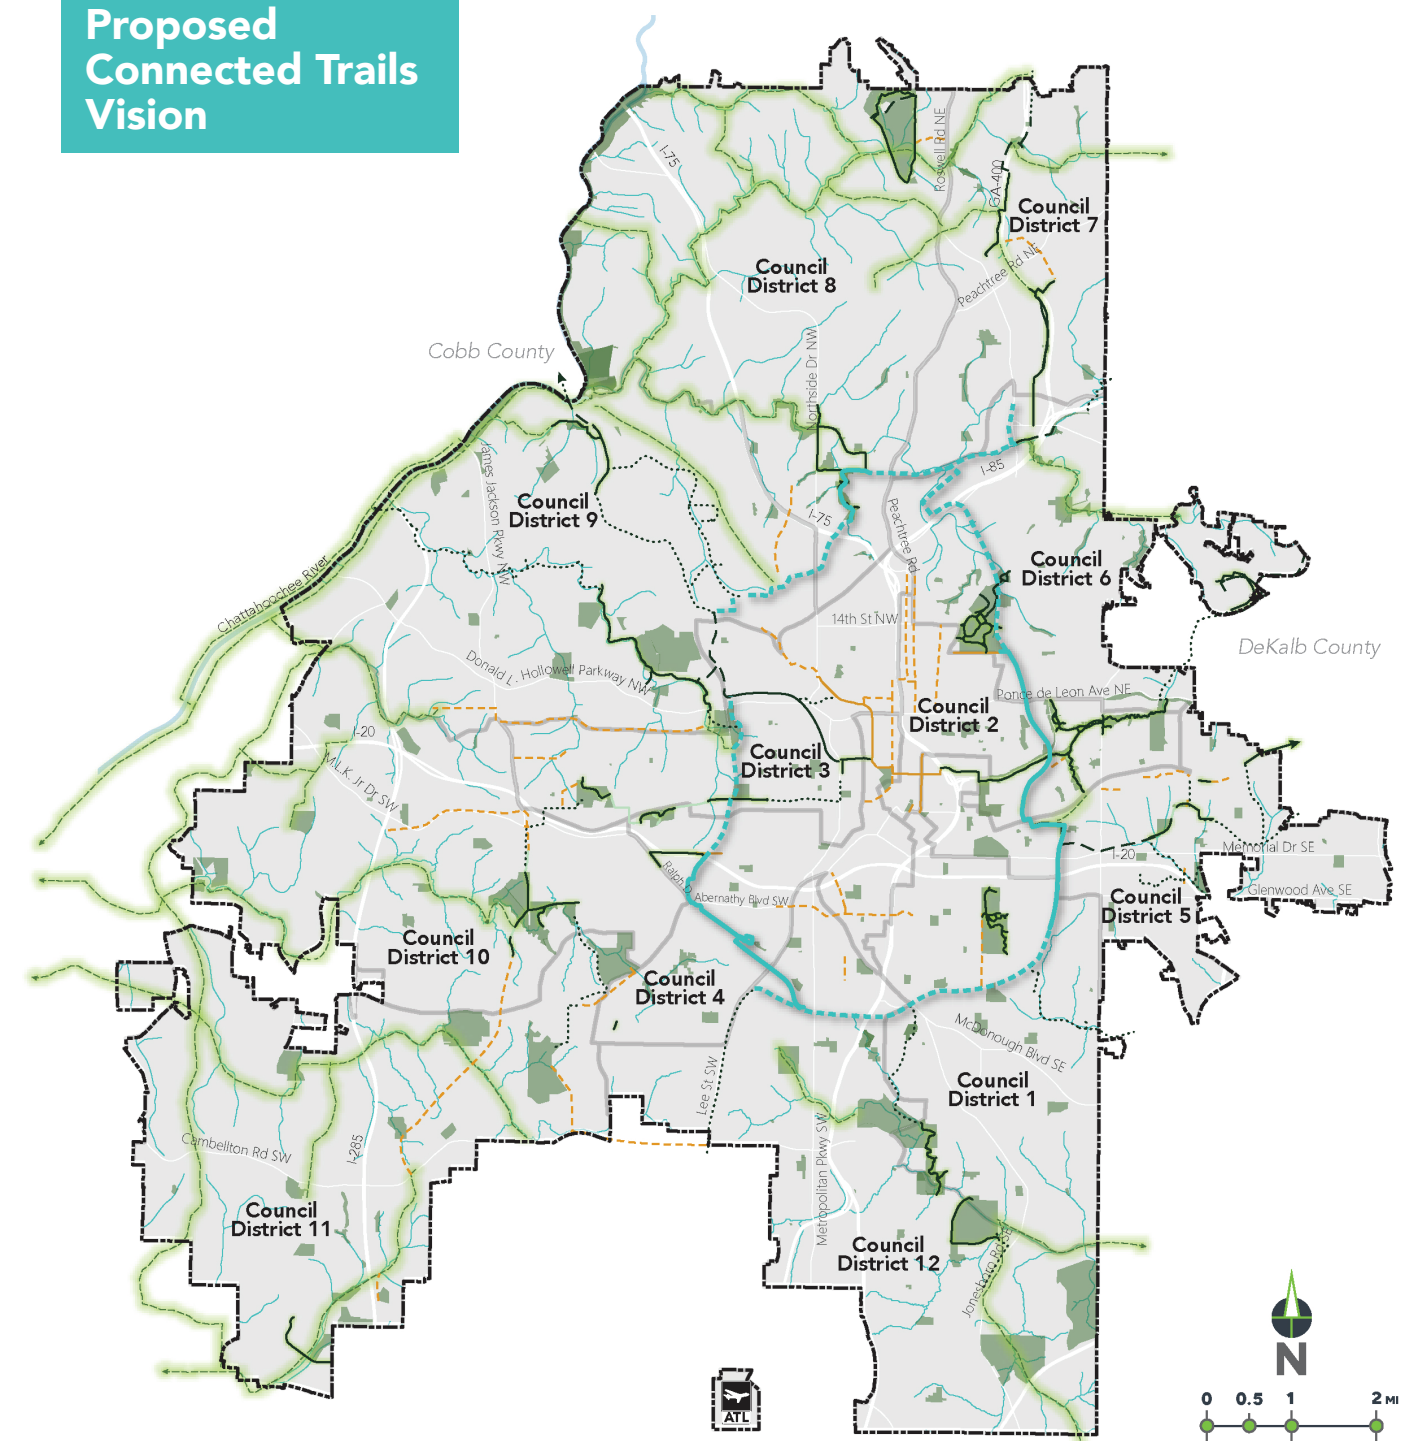 Proposed
Connected Trails
Vision
I-75
Roswell Rd NE
GA-400
Council
District 7
Council
District 8
Peachtree Rd NE
Cobb County
Northside Dr NW
I-85
James Jackson Pkwy NW
Council
District 9
I-75
Peachtree Rd
Council
District 6
Chattahoochee River
14th St NW
DeKalb County
Donald L - Hollowell Parkway NW
Ponce de Leon Ave NE
Council
District 2
I-20
M.L.K. Jr Dr SW
Council
District 3
I-20
Memorial Dr SE
Ralph D. Abernathy Blvd SW
Glenwood Ave SE
Council
District 5
Council
District 10
Council
District 4
McDonough Blvd SE
Lee St SW
Council
District 1
Metropolitan Pkwy SW
Cambellton Rd SW
I-285
Council
District 11
Council
District 12
Jonesboro Rd SE
N
ATL
0 0.5 1 2 MI